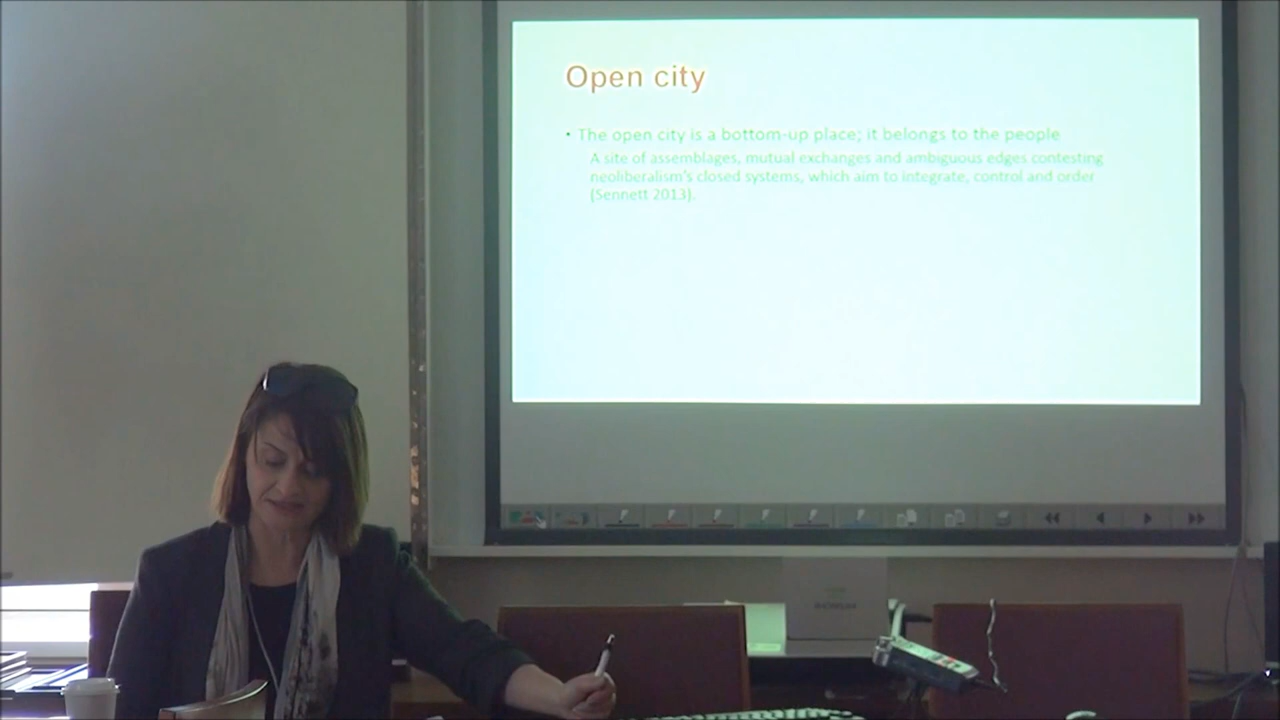 Open city
• The open city is a bottom-up place; it belongs to the people
A site of assemblages, mutual exchanges and ambiguous edges contesting
neoliberalism's closed systems, which aim to integrate, control and order
(Sennett 2013).